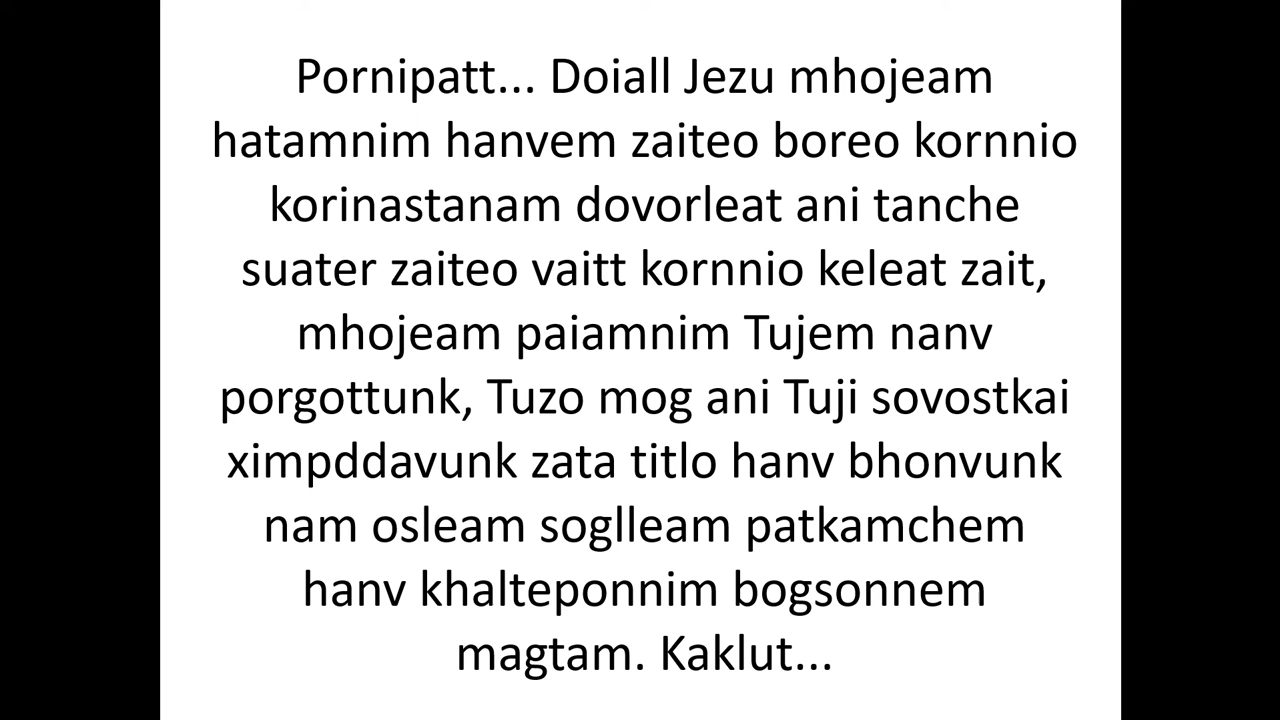 Pornipatt... Doiall Jezu mhojeam
hatamnim hanvem zaiteo boreo kornnio
korinastanam dovorleat ani tanche
suater zaiteo vaitt kornnio keleat zait,
mhojeam paiamnim Tujem nanv
porgottunk, Tuzo mog ani Tuji sovostkai
ximpddavunk zata titlo hanv bhonvunk
nam osleam soglleam patkamchem
hanv khalteponnim bogsonnem
magtam. Kaklut...